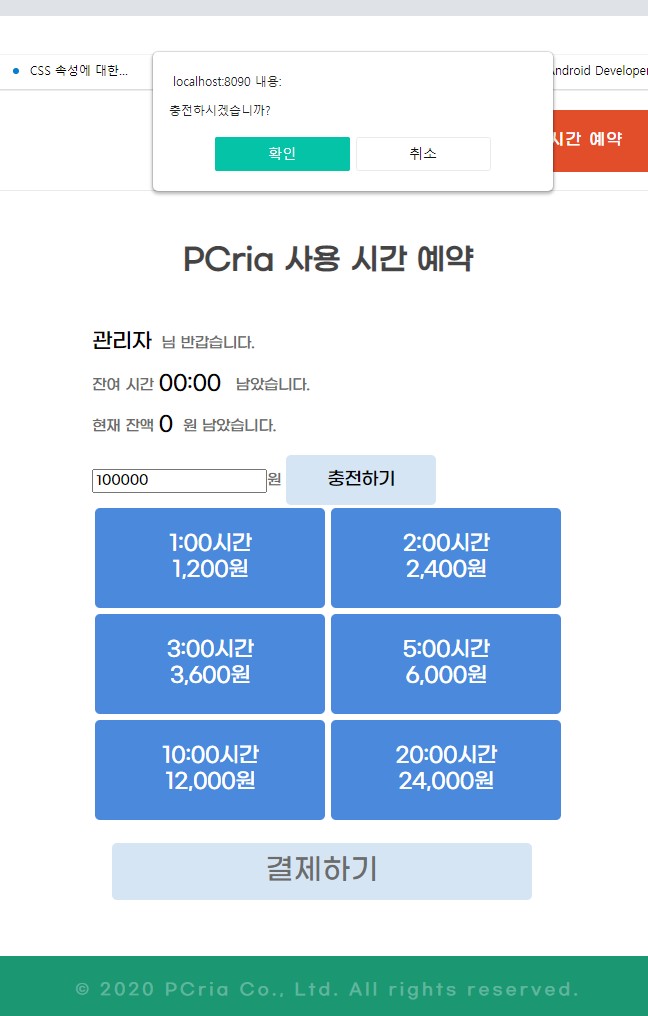 CSS 속성에 대한...
Android Developer
localhost:8090 내용:
충전하시겠습니까?
확인
취소
시간 예약
PCria 사용 시간 예약
관리자 님 반갑습니다.
잔여 시간 00:00 남았습니다.
현재 잔액 0 원 남았습니다.
100000원 충전하기
1:00시간
1,200원
2:00시간
2,400원
3:00시간
3,600원
5:00시간
6,000원
10:00시간
12,000원
20:00시간
24,000원
결제하기
© 2020 PCria Co., Ltd. All rights reserved.